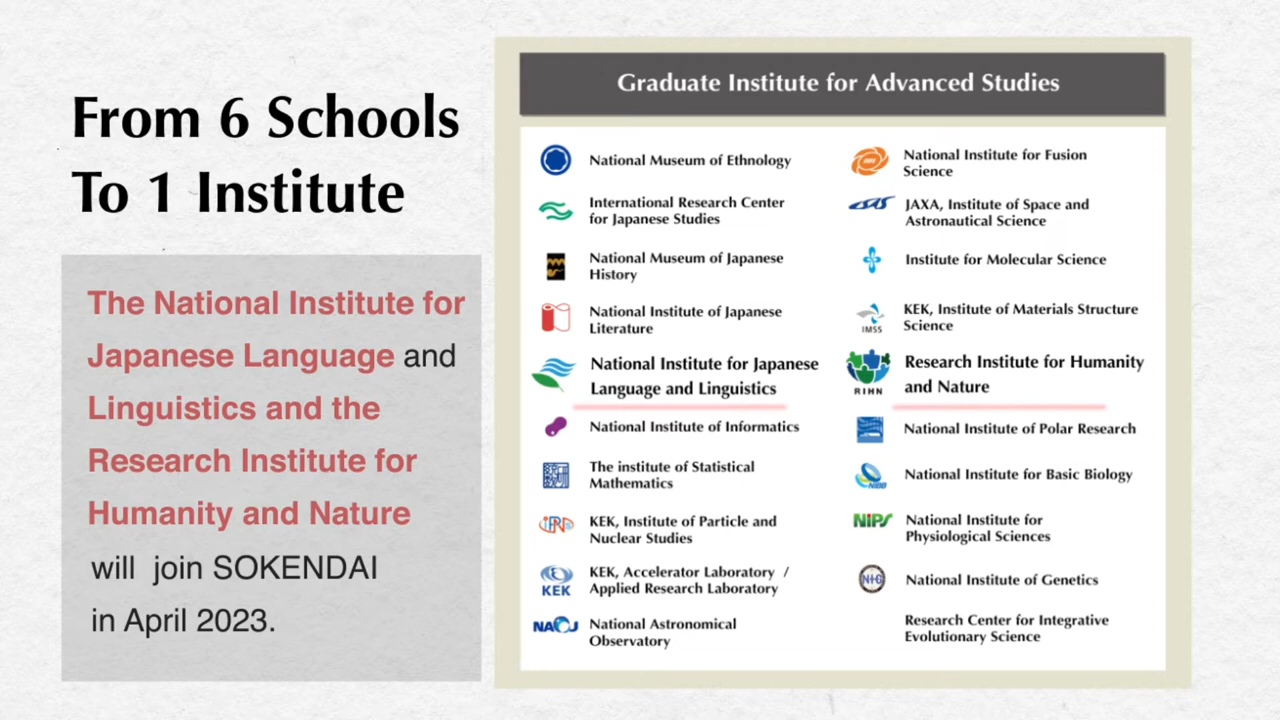 From 6 Schools
To 1 Institute
The National Institute for
Japanese Language and
Linguistics and the
Research Institute for
Humanity and Nature
will join SOKENDAI
in April 2023.
Graduate Institute for Advanced Studies
National Museum of Ethnology
International Research Center
for Japanese Studies
National Museum of Japanese
History
National Institute of Japanese
Literature
National Institute for Japanese
Language and Linguistics
National Institute of Informatics
The institute of Statistical
Mathematics
KEK, Institute of Particle and
Nuclear Studies
KEK
KEK, Accelerator Laboratory /
Applied Research Laboratory
NAOJ
National Astronomical
Observatory
National Institute for Fusion
Science
JAXA, Institute of Space and
Astronautical Science
Institute for Molecular Science
IMSS
KEK, Institute of Materials Structure
Science
RIHN
Research Institute for Humanity
and Nature
National Institute of Polar Research
NIBB
National Institute for Basic Biology
NIPS
National Institute for
Physiological Sciences
NIG
National Institute of Genetics
Research Center for Integrative
Evolutionary Science